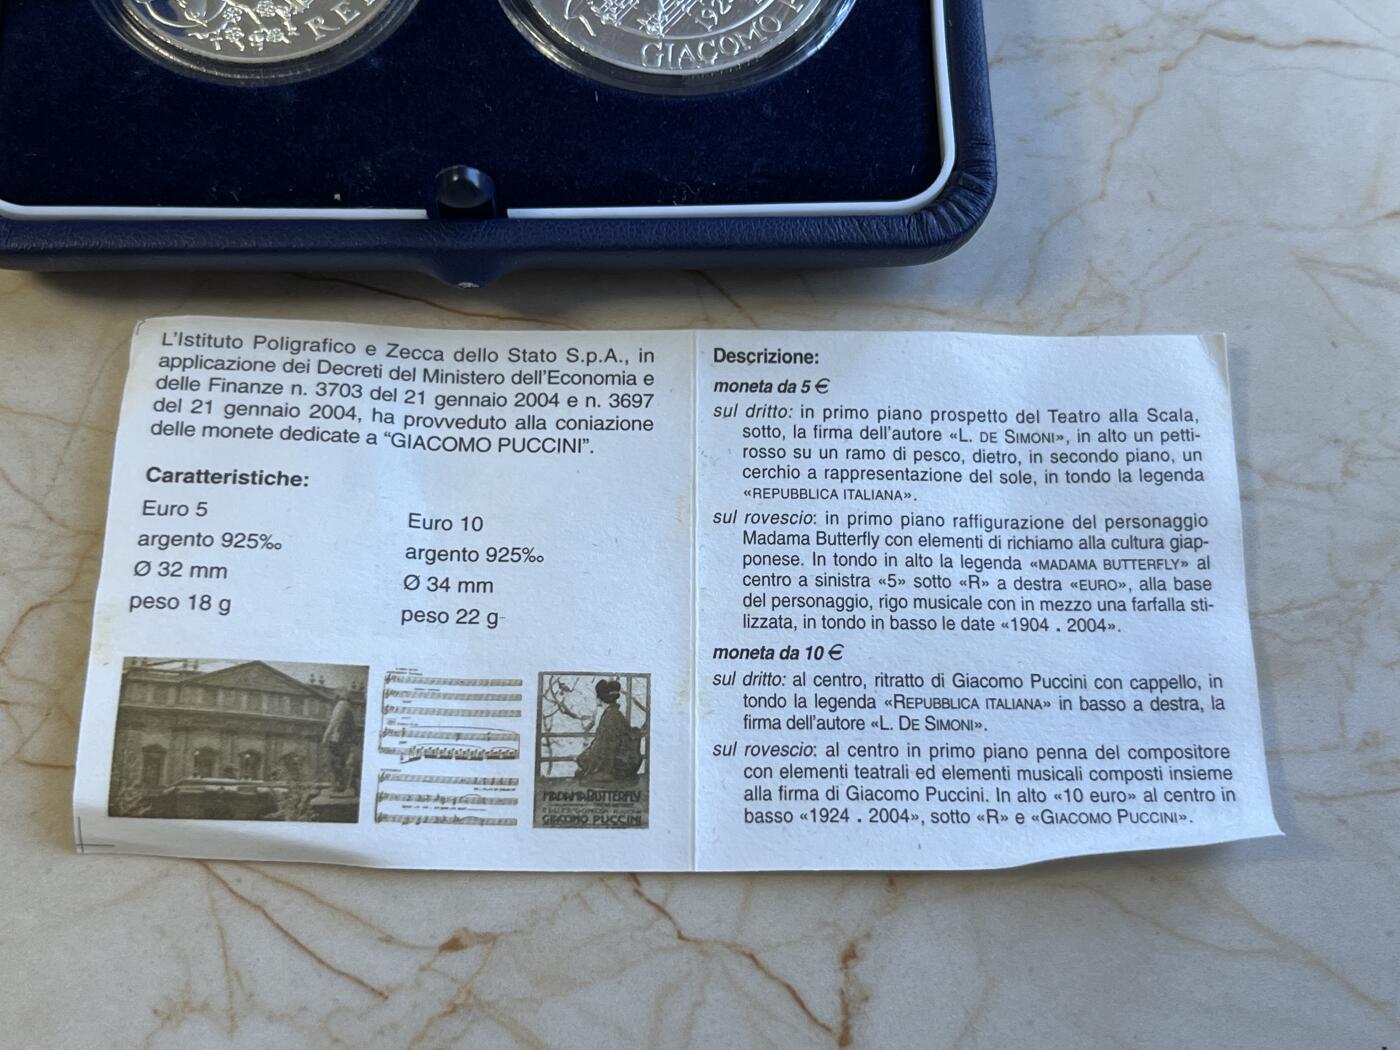 RE
192
GIACOMO
L'Istituto Poligrafico e Zecca dello Stato S.p.A., in
applicazione dei Decreti del Ministero dell'Economia e
delle Finanze n. 3703 del 21 gennaio 2004 e n. 3697
del 21 gennaio 2004, ha provveduto alla coniazione
delle monete dedicate a “GIACOMO PUCCINI”.
Caratteristiche:
Euro 5
argento 925‰
Ø 32 mm
peso 18 g
Euro 10
argento 925‰
Ø 34 mm
peso 22 g
MADAMA BUTTERFLY
GIACOMO PUCCINI
Descrizione:
moneta da 5 €
sul dritto: in primo piano prospetto del Teatro alla Scala,
sotto, la firma dell'autore «L. DE SIMONI», in alto un petti-
rosso su un ramo di pesco, dietro, in secondo piano, un
cerchio a rappresentazione del sole, in tondo la legenda
«REPUBBLICA ITALIANA».
sul rovescio: in primo piano raffigurazione del personaggio
Madama Butterfly con elementi di richiamo alla cultura giap-
ponese. In tondo in alto la legenda «MADAMA BUTTERFLY» al
centro a sinistra «5» sotto «R» a destra «EURO», alla base
del personaggio, rigo musicale con in mezzo una farfalla sti-
lizzata, in tondo in basso le date «1904 . 2004».
moneta da 10 €
sul dritto: al centro, ritratto di Giacomo Puccini con cappello, in
tondo la legenda «REPUBBLICA ITALIANA» in basso a destra, la
firma dell'autore «L. DE SIMONI».
sul rovescio: al centro in primo piano penna del compositore
con elementi teatrali ed elementi musicali composti insieme
alla firma di Giacomo Puccini. In alto «10 euro» al centro in
basso «1924 . 2004», sotto «R» e «GIACOMO PUCCINI».